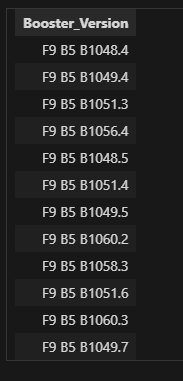 Booster_Version
F9 B5 B1048.4
F9 B5 B1049.4
F9 B5 B1051.3
F9 B5 B1056.4
F9 B5 B1048.5
F9 B5 B1051.4
F9 B5 B1049.5
F9 B5 B1060.2
F9 B5 B1058.3
F9 B5 B1051.6
F9 B5 B1060.3
F9 B5 B1049.7